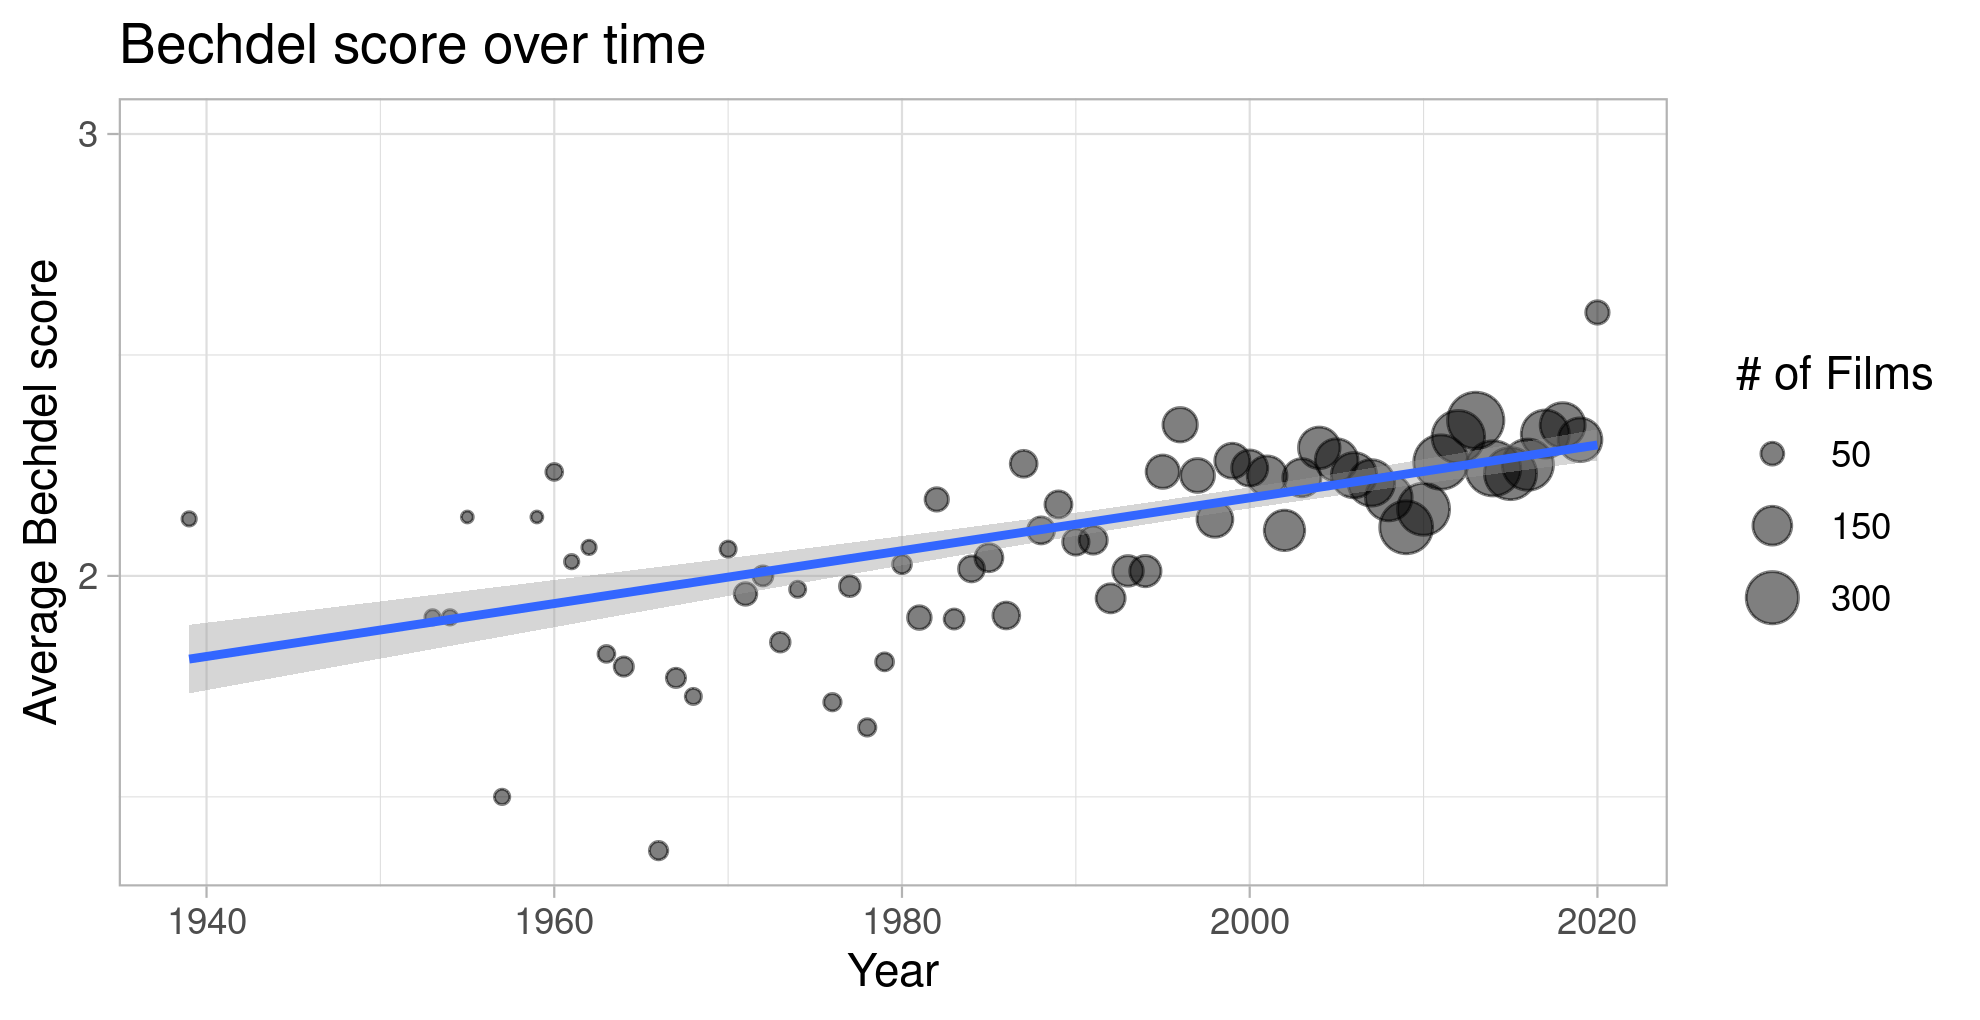 Bechdel score over time
Average Bechdel score
3
2
1940 1960 1980 2000 2020
Year
# of Films
50
150
300